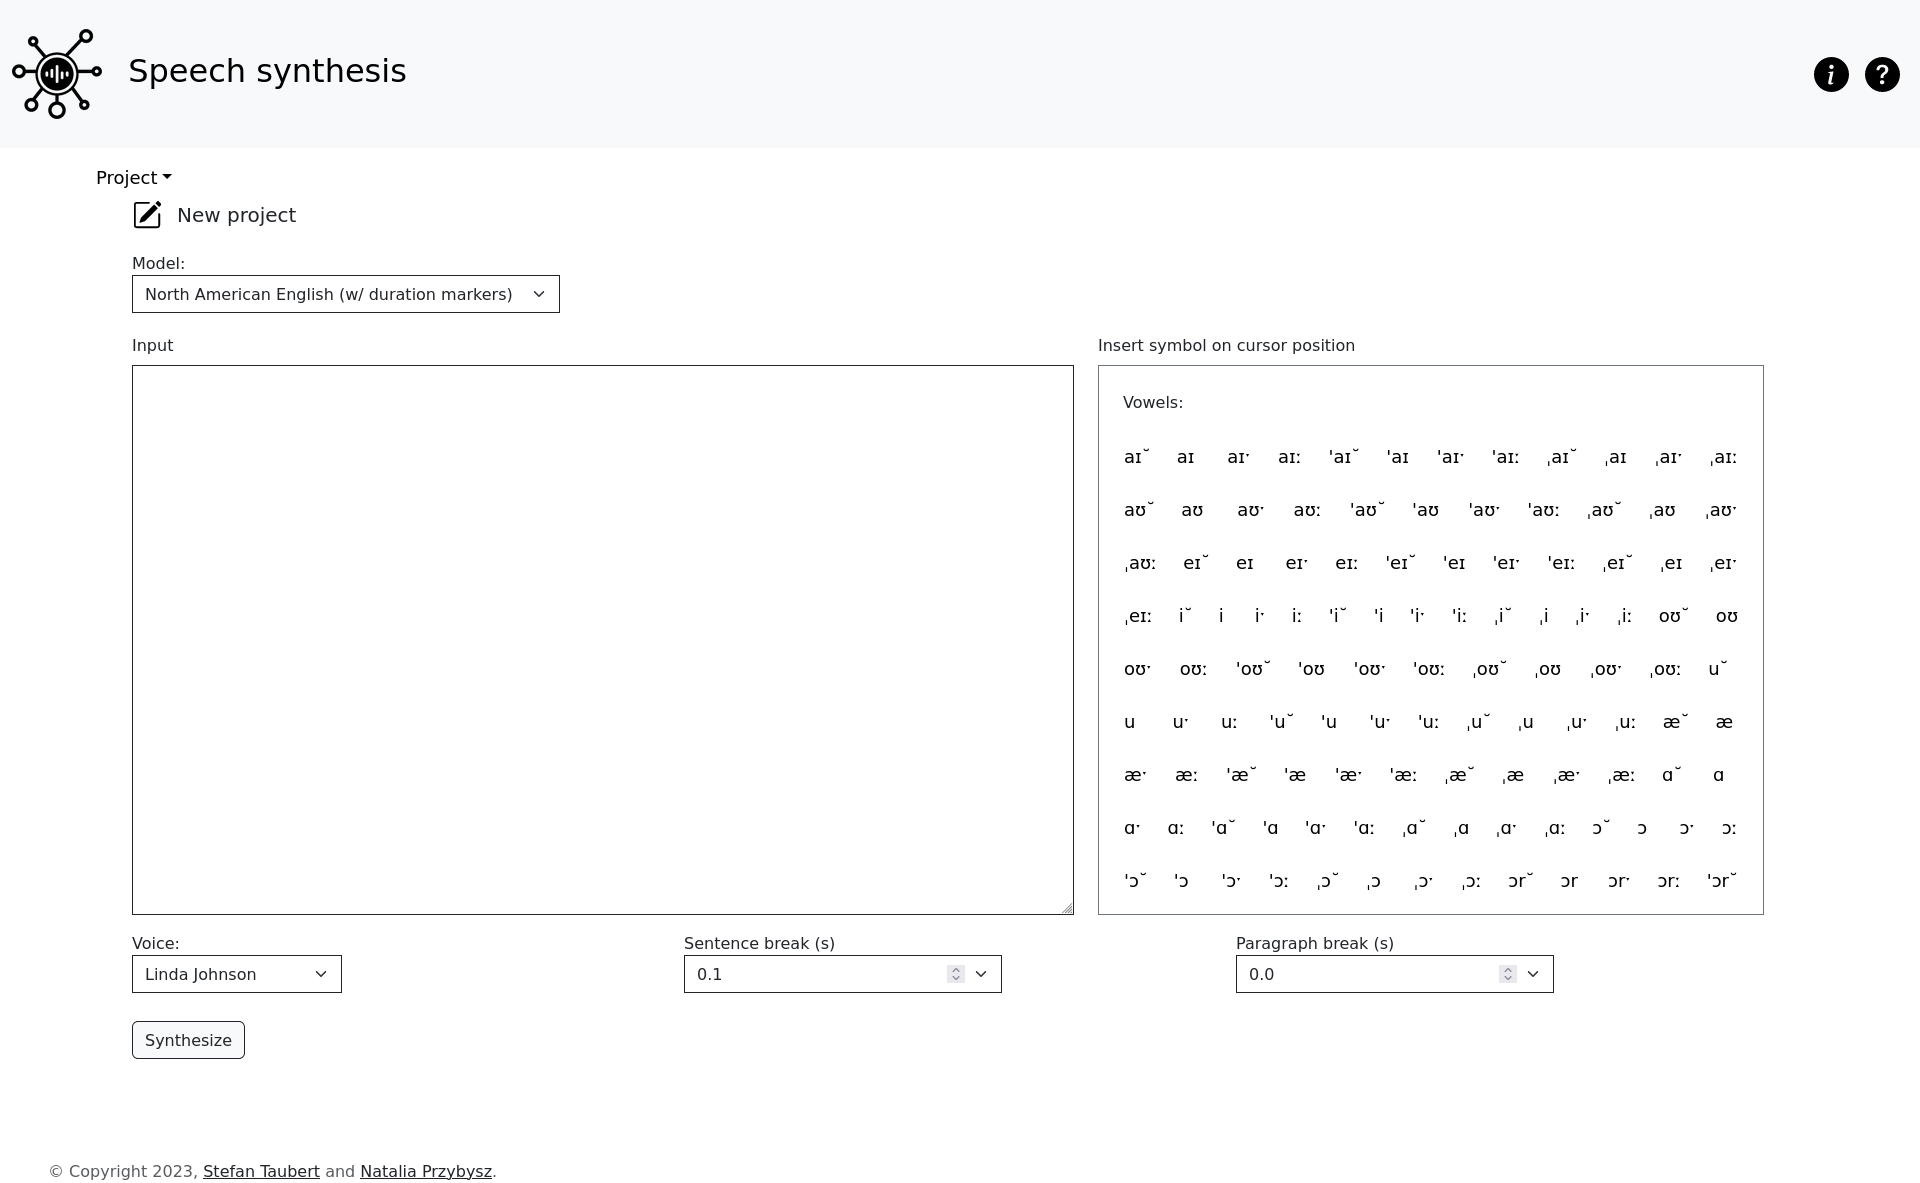 Speech synthesis
i ?
Project
New project
Model:
North American English (w/ duration markers)
Input
Insert symbol on cursor position
Vowels:
aɪ˘ aɪ aɪˑ aɪː ˈaɪ˘ ˈaɪ ˈaɪˑ ˈaɪː ˌaɪ˘ ˌaɪ ˌaɪˑ ˌaɪː
aʊ˘ aʊ aʊˑ aʊː ˈaʊ˘ ˈaʊ ˈaʊˑ ˈaʊː ˌaʊ˘ ˌaʊ ˌaʊˑ
ˌaʊː eɪ˘ eɪ eɪˑ eɪː ˈeɪ˘ ˈeɪ ˈeɪˑ ˈeɪː ˌeɪ˘ ˌeɪ ˌeɪˑ
ˌeɪː i˘ i iˑ iː ˈi˘ ˈi ˈiˑ ˈiː ˌi˘ ˌi ˌiˑ ˌiː oʊ˘ oʊ
oʊˑ oʊː ˈoʊ˘ ˈoʊ ˈoʊˑ ˈoʊː ˌoʊ˘ ˌoʊ ˌoʊˑ ˌoʊː u˘
u uˑ uː ˈu˘ ˈu ˈuˑ ˈuː ˌu˘ ˌu ˌuˑ ˌuː æ˘ æ
æˑ æː ˈæ˘ ˈæ ˈæˑ ˈæː ˌæ˘ ˌæ ˌæˑ ˌæː ɑ˘ ɑ
ɑˑ ɑː ˈɑ˘ ˈɑ ˈɑˑ ˈɑː ˌɑ˘ ˌɑ ˌɑˑ ˌɑː ɔ˘ ɔ ɔˑ ɔː
ˈɔ˘ ˈɔ ˈɔˑ ˈɔː ˌɔ˘ ˌɔ ˌɔˑ ˌɔː ɔr˘ ɔr ɔrˑ ɔrː ˈɔr˘
Voice:
Linda Johnson
Sentence break (s)
0.1
Paragraph break (s)
0.0
Synthesize
© Copyright 2023, Stefan Taubert and Natalia Przybysz.